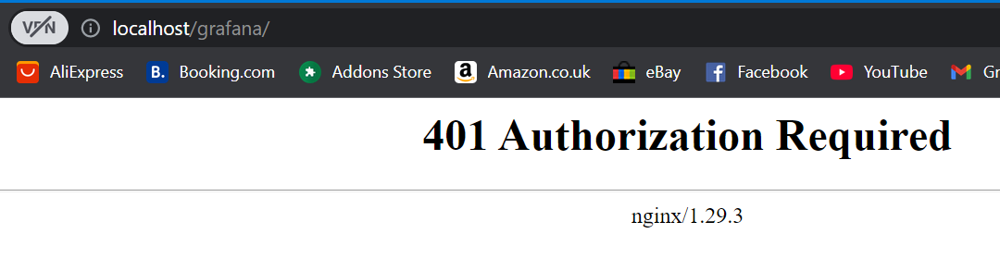 VPN localhost/grafana/
AliExpress B. Booking.com Addons Store a Amazon.co.uk eBay Facebook YouTube Gr
401 Authorization Required
nginx/1.29.3